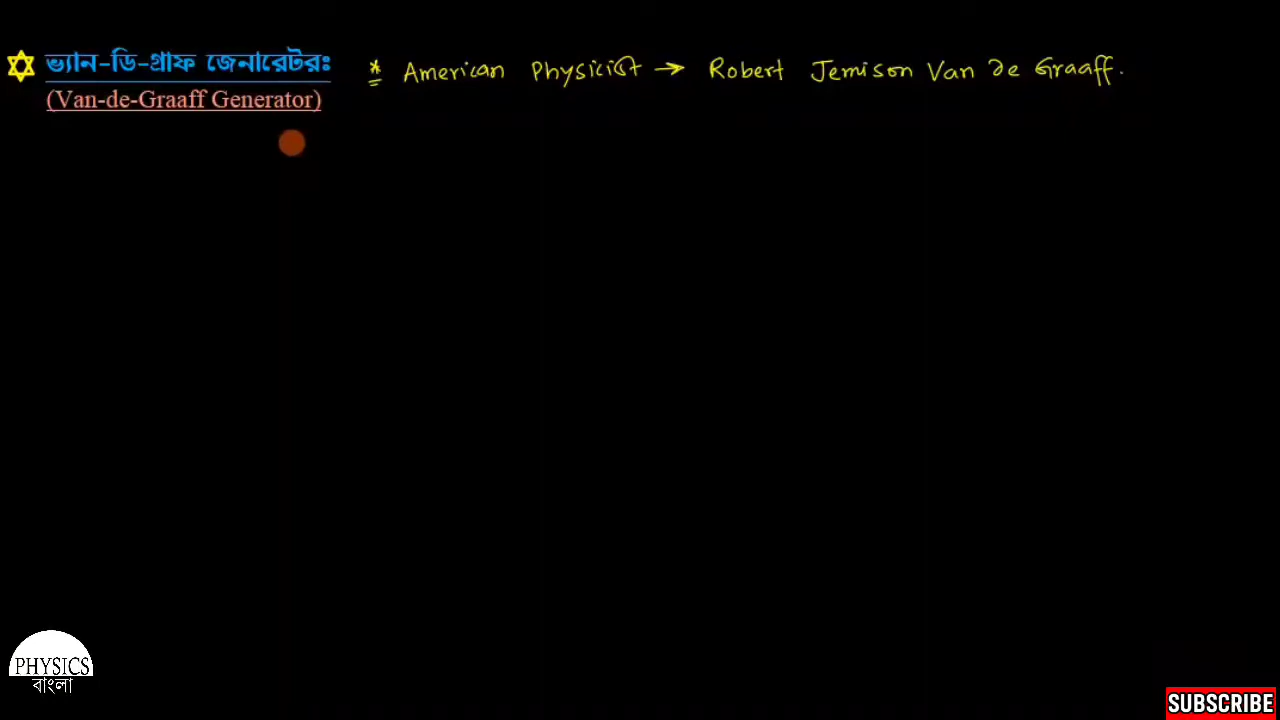 ভ্যান-ডি-গ্রাফ জেনারেটরঃ * American Physicist → Robert Jemison Van de Graaff.
(Van-de-Graaff Generator)
PHYSICS
বাংলা
SUBSCRIBE